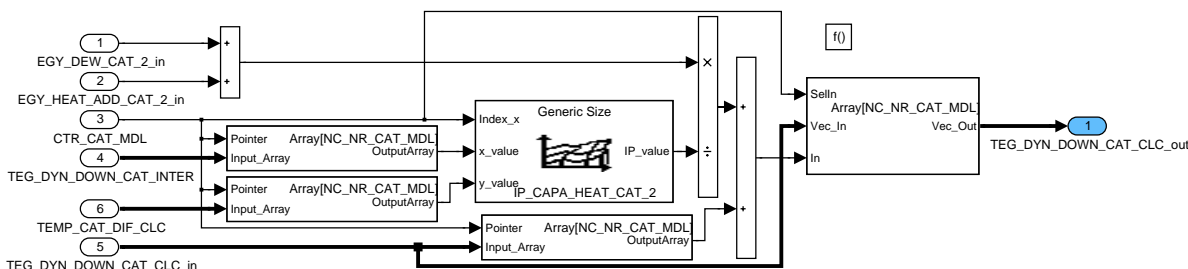 1
EGY_DEW_CAT_2_in
2
EGY_HEAT_ADD_CAT_2_in
3
CTR_CAT_MDL
4
TEG_DYN_DOWN_CAT_INTER
6
TEMP_CAT_DIF_CLC
5
TEG_DYN_DOWN_CAT_CLC_in
+
+
Pointer
Input_Array
Array[NC_NR_CAT_MDL]
OutputArray
Pointer
Input_Array
Array[NC_NR_CAT_MDL]
OutputArray
Generic Size
Index_x
x_value
y_value
IP_value
IP_CAPA_HEAT_CAT_2
Pointer
Input_Array
Array[NC_NR_CAT_MDL]
OutputArray
×
÷
+
+
f()
SelIn
Array[NC_NR_CAT_MDL]
Vec_In
Vec_Out
In
1
TEG_DYN_DOWN_CAT_CLC_out